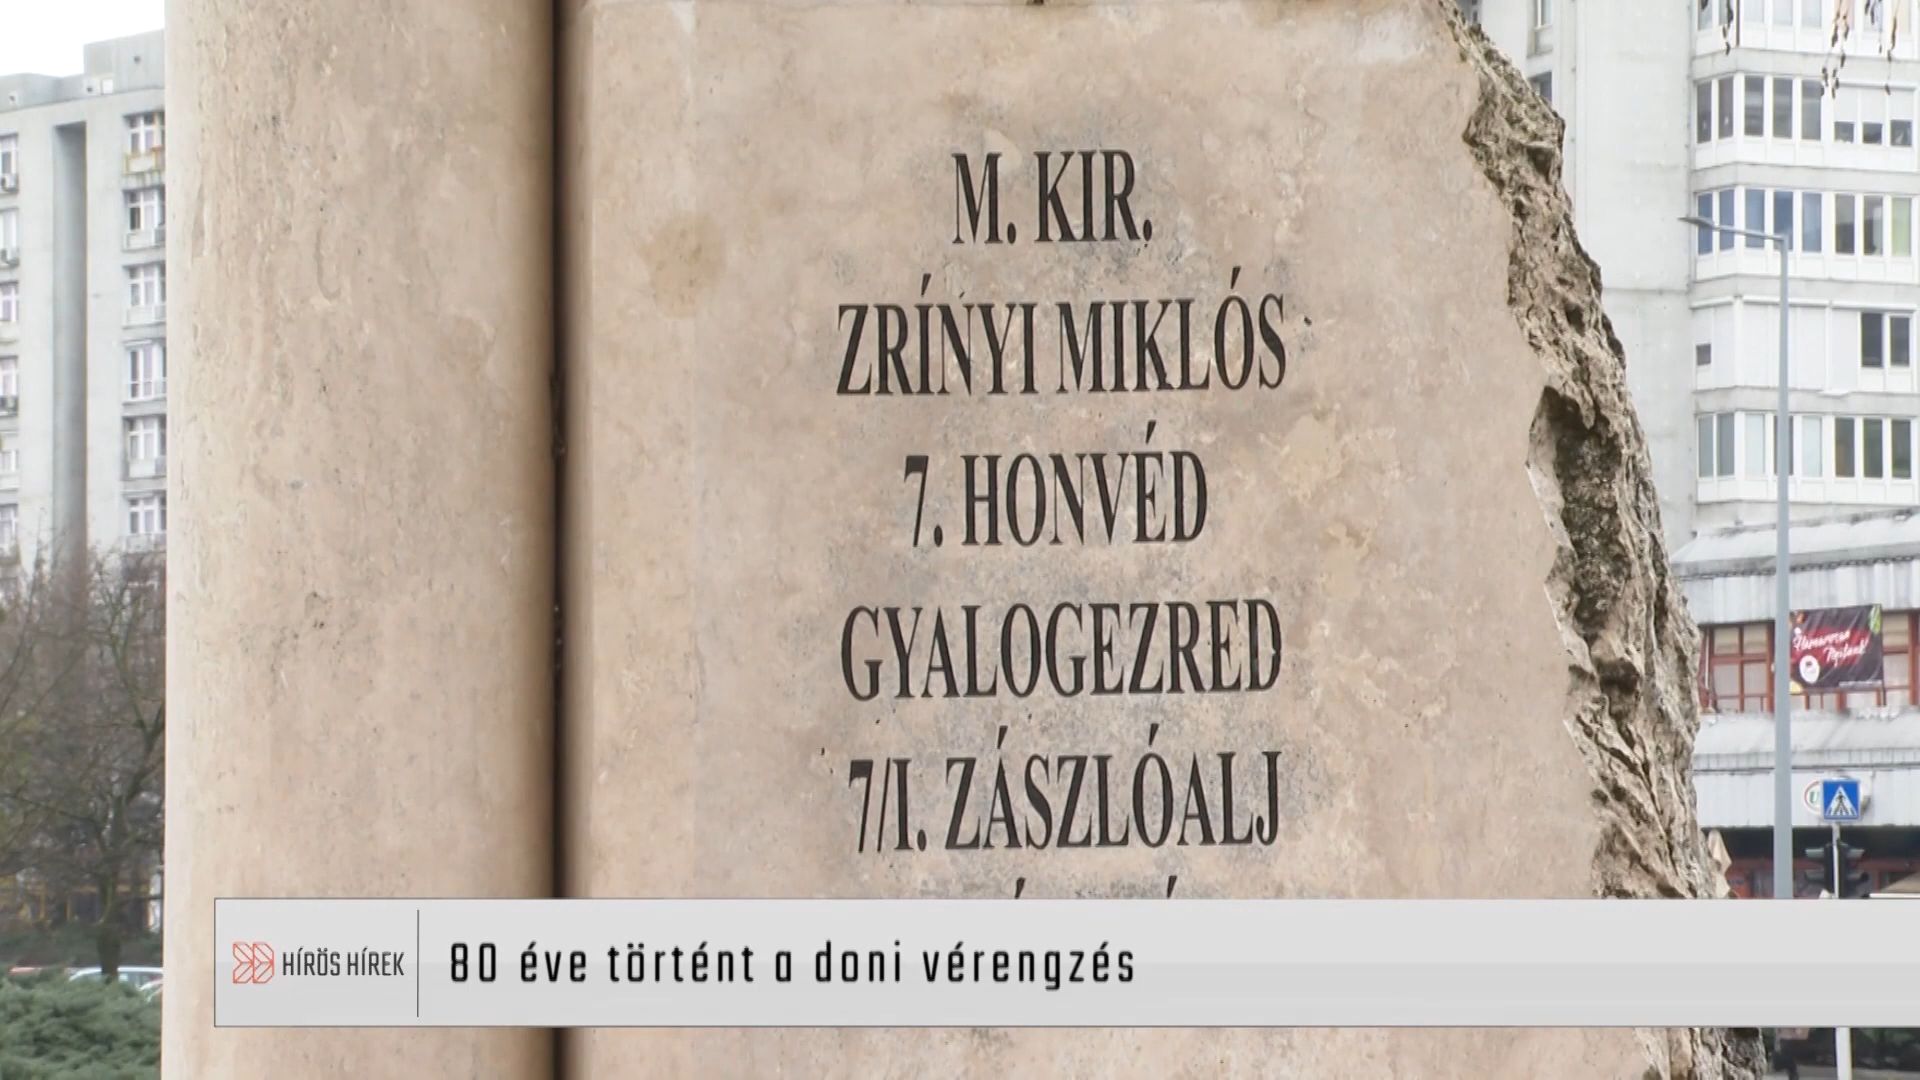 M. KIR.
ZRÍNYI MIKLÓS
7. HONVÉD
GYALOGEZRED
7/I. ZÁSZLÓALJ
HÍRÖS HÍREK
80 éve történt a doni vérengzés